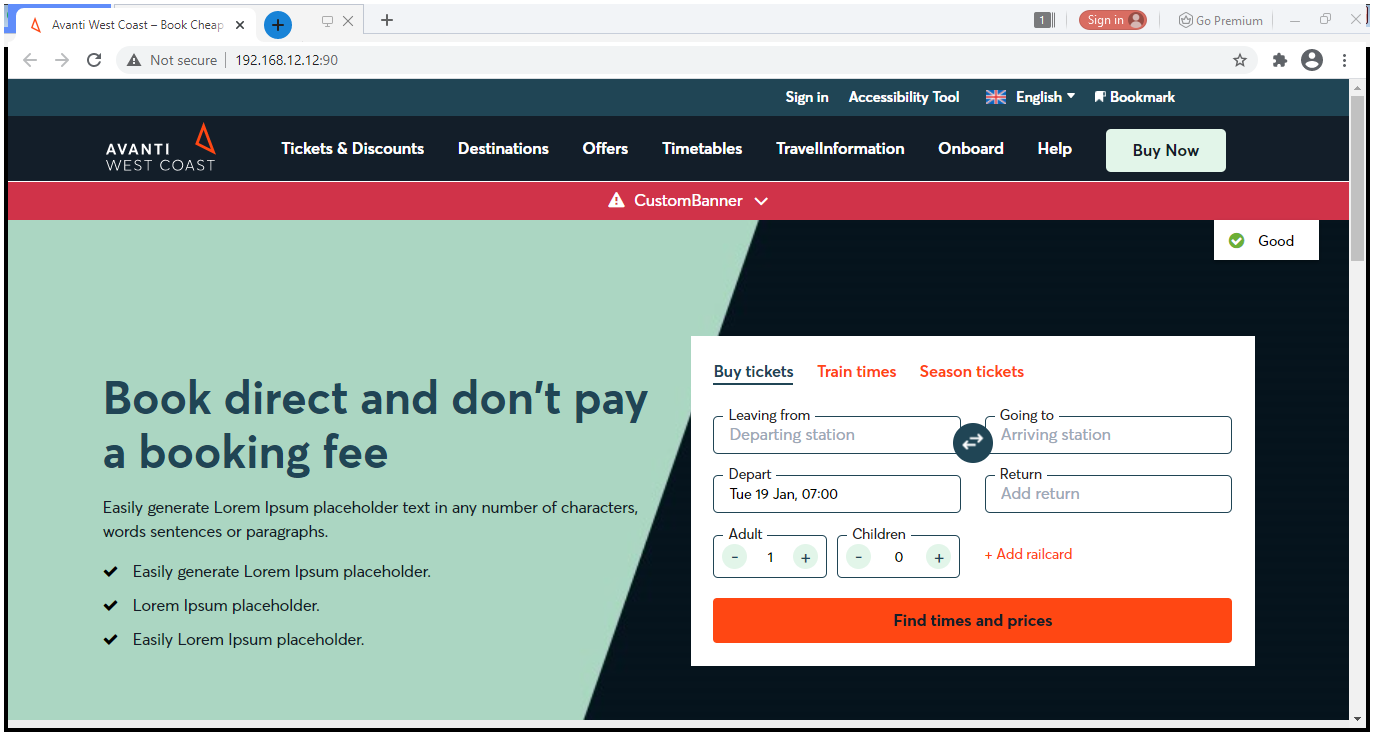 Avanti West Coast – Book Cheap
1
Sign in
Go Premium
Not secure
192.168.12.12:90
Sign in
Accessibility Tool
English
Bookmark
AVANTI
WEST COAST
Tickets & Discounts
Destinations
Offers
Timetables
TravelInformation
Onboard
Help
Buy Now
CustomBanner
Good
Book direct and don't pay
a booking fee
Easily generate Lorem Ipsum placeholder text in any number of characters,
words sentences or paragraphs.
Easily generate Lorem Ipsum placeholder.
Lorem Ipsum placeholder.
Easily Lorem Ipsum placeholder.
Buy tickets
Train times
Season tickets
Leaving from
Departing station
Going to
Arriving station
Depart
Tue 19 Jan, 07:00
Return
Add return
Adult
- 1 +
Children
- 0 +
+ Add railcard
Find times and prices